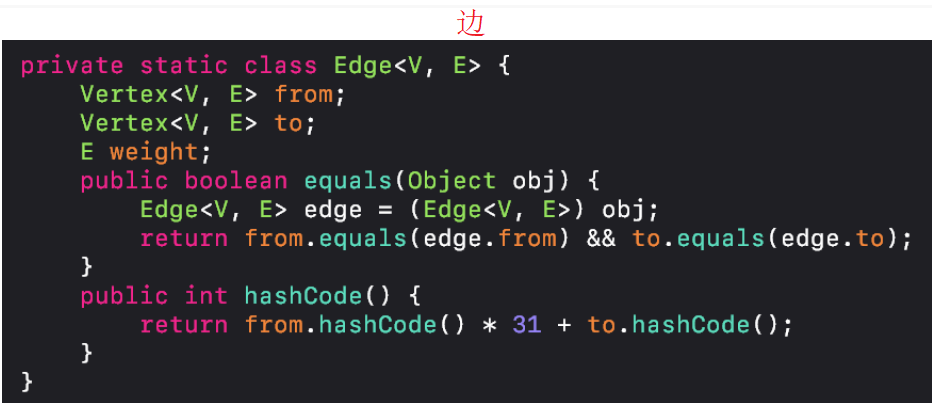 边
private static class Edge<V, E> {
    Vertex<V, E> from;
    Vertex<V, E> to;
    E weight;
    public boolean equals(Object obj) {
        Edge<V, E> edge = (Edge<V, E>) obj;
        return from.equals(edge.from) && to.equals(edge.to);
    }
    public int hashCode() {
        return from.hashCode() * 31 + to.hashCode();
    }
}